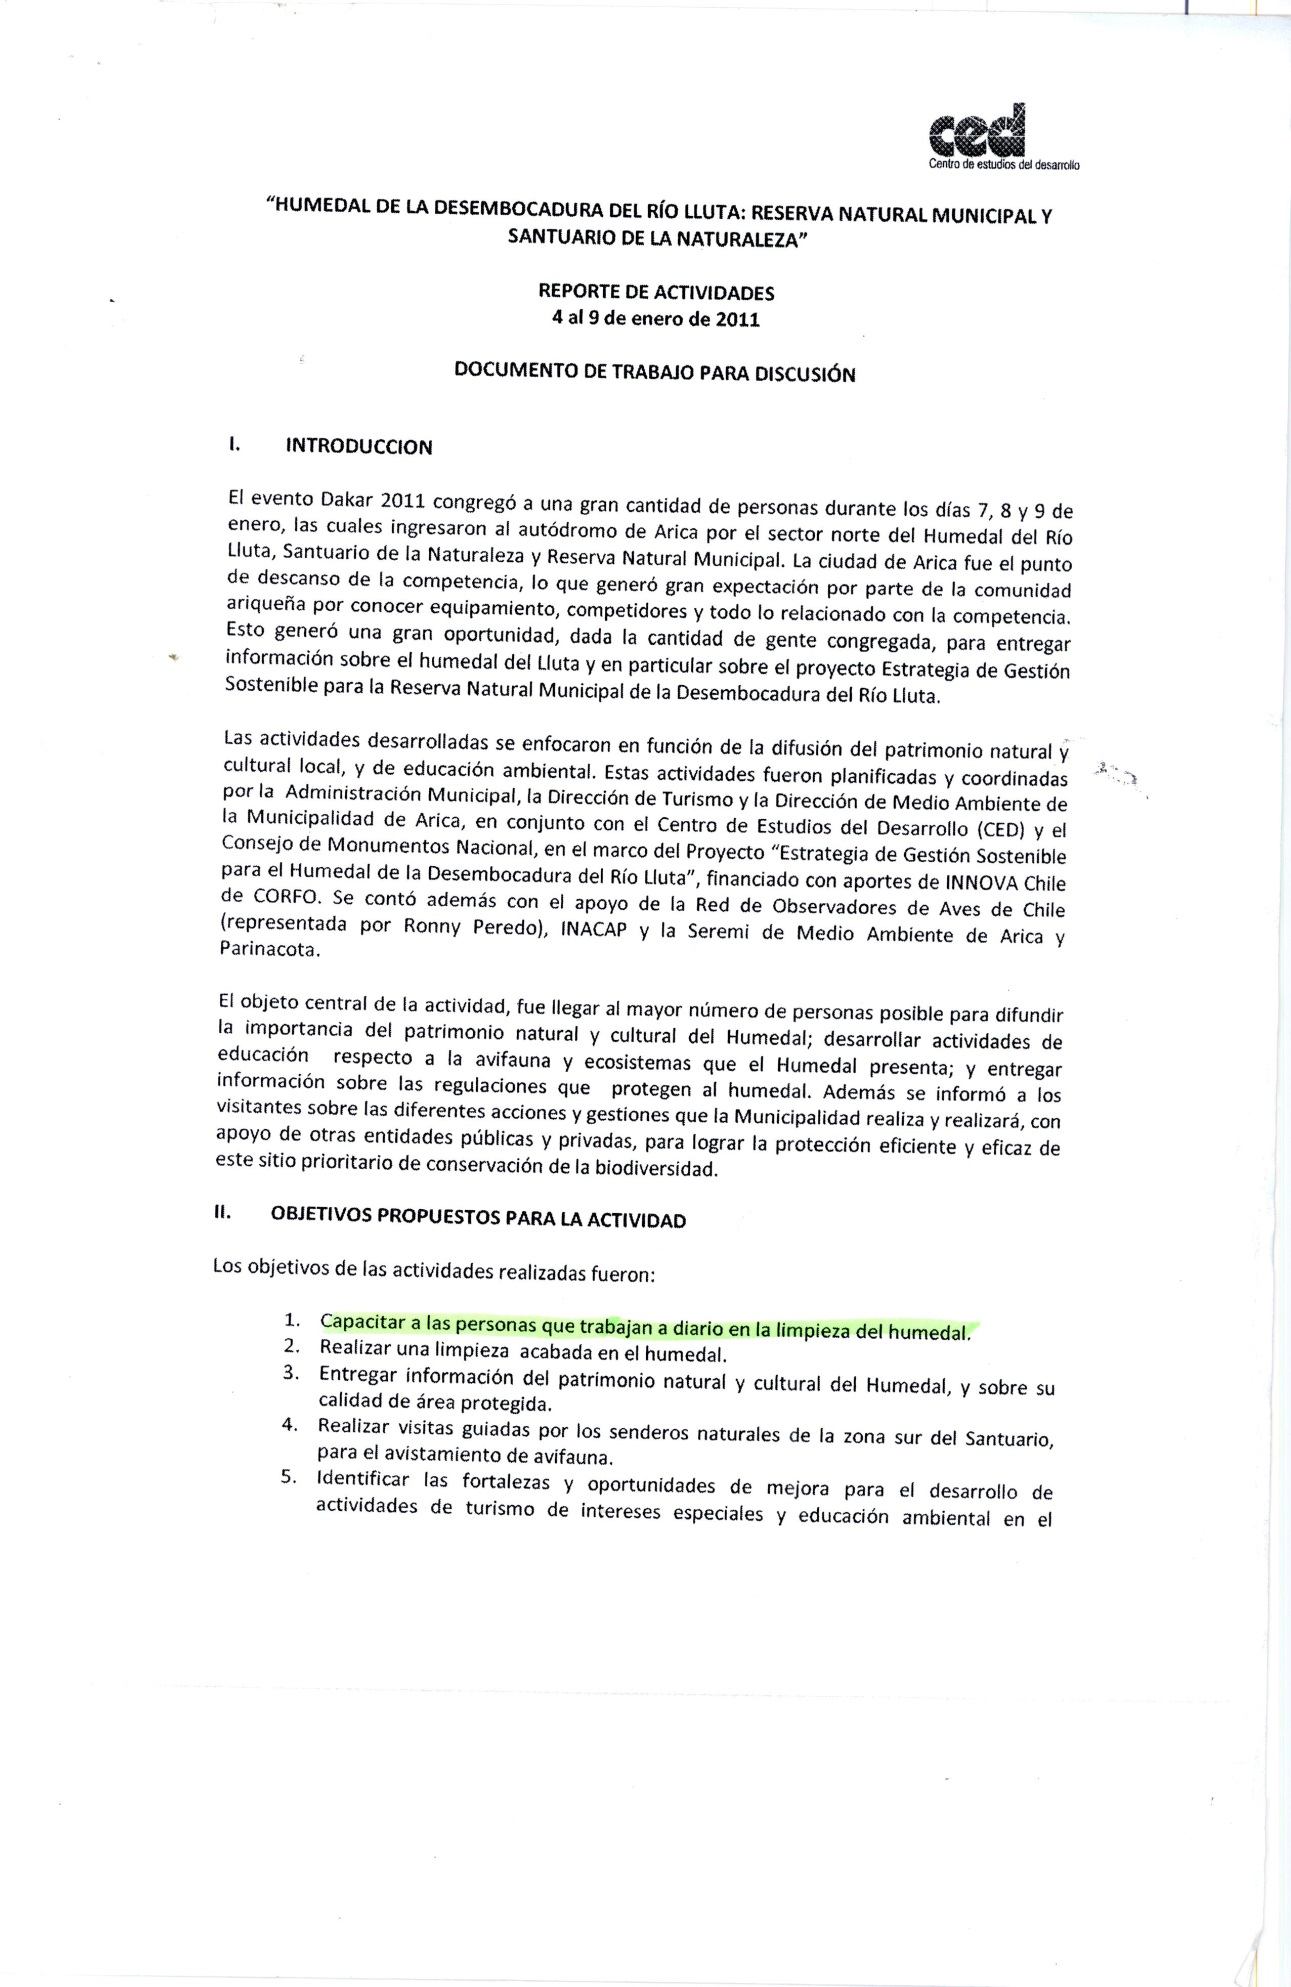 ced
Centro de estudios del desarrollo
"HUMEDAL DE LA DESEMBOCADURA DEL RÍO LLUTA: RESERVA NATURAL MUNICIPAL Y
SANTUARIO DE LA NATURALEZA"
REPORTE DE ACTIVIDADES
4 al 9 de enero de 2011
DOCUMENTO DE TRABAJO PARA DISCUSIÓN
I. INTRODUCCION
El evento Dakar 2011 congregó a una gran cantidad de personas durante los días 7, 8 y 9 de
enero, las cuales ingresaron al autódromo de Arica por el sector norte del Humedal del Río
Lluta, Santuario de la Naturaleza y Reserva Natural Municipal. La ciudad de Arica fue el punto
de descanso de la competencia, lo que generó gran expectación por parte de la comunidad
ariqueña por conocer equipamiento, competidores y todo lo relacionado con la competencia.
Esto generó una gran oportunidad, dada la cantidad de gente congregada, para entregar
información sobre el humedal del Lluta y en particular sobre el proyecto Estrategia de Gestión
Sostenible para la Reserva Natural Municipal de la Desembocadura del Río Lluta.
Las actividades desarrolladas se enfocaron en función de la difusión del patrimonio natural y
cultural local, y de educación ambiental. Estas actividades fueron planificadas y coordinadas
por la Administración Municipal, la Dirección de Turismo y la Dirección de Medio Ambiente de
la Municipalidad de Arica, en conjunto con el Centro de Estudios del Desarrollo (CED) y el
Consejo de Monumentos Nacional, en el marco del Proyecto "Estrategia de Gestión Sostenible
para el Humedal de la Desembocadura del Río Lluta", financiado con aportes de INNOVA Chile
de CORFO. Se contó además con el apoyo de la Red de Observadores de Aves de Chile
(representada por Ronny Peredo), INACAP y la Seremi de Medio Ambiente de Arica y
Parinacota.
El objeto central de la actividad, fue llegar al mayor número de personas posible para difundir
la importancia del patrimonio natural y cultural del Humedal; desarrollar actividades de
educación respecto a la avifauna y ecosistemas que el Humedal presenta; y entregar
información sobre las regulaciones que protegen al humedal. Además se informó a los
visitantes sobre las diferentes acciones y gestiones que la Municipalidad realiza y realizará, con
apoyo de otras entidades públicas y privadas, para lograr la protección eficiente y eficaz de
este sitio prioritario de conservación de la biodiversidad.
II. OBJETIVOS PROPUESTOS PARA LA ACTIVIDAD
Los objetivos de las actividades realizadas fueron:
1. Capacitar a las personas que trabajan a diario en la limpieza del humedal.
2. Realizar una limpieza acabada en el humedal.
3. Entregar información del patrimonio natural y cultural del Humedal, y sobre su
calidad de área protegida.
4. Realizar visitas guiadas por los senderos naturales de la zona sur del Santuario,
para el avistamiento de avifauna.
5. Identificar las fortalezas y oportunidades de mejora para el desarrollo de
actividades de turismo de intereses especiales y educación ambiental en el